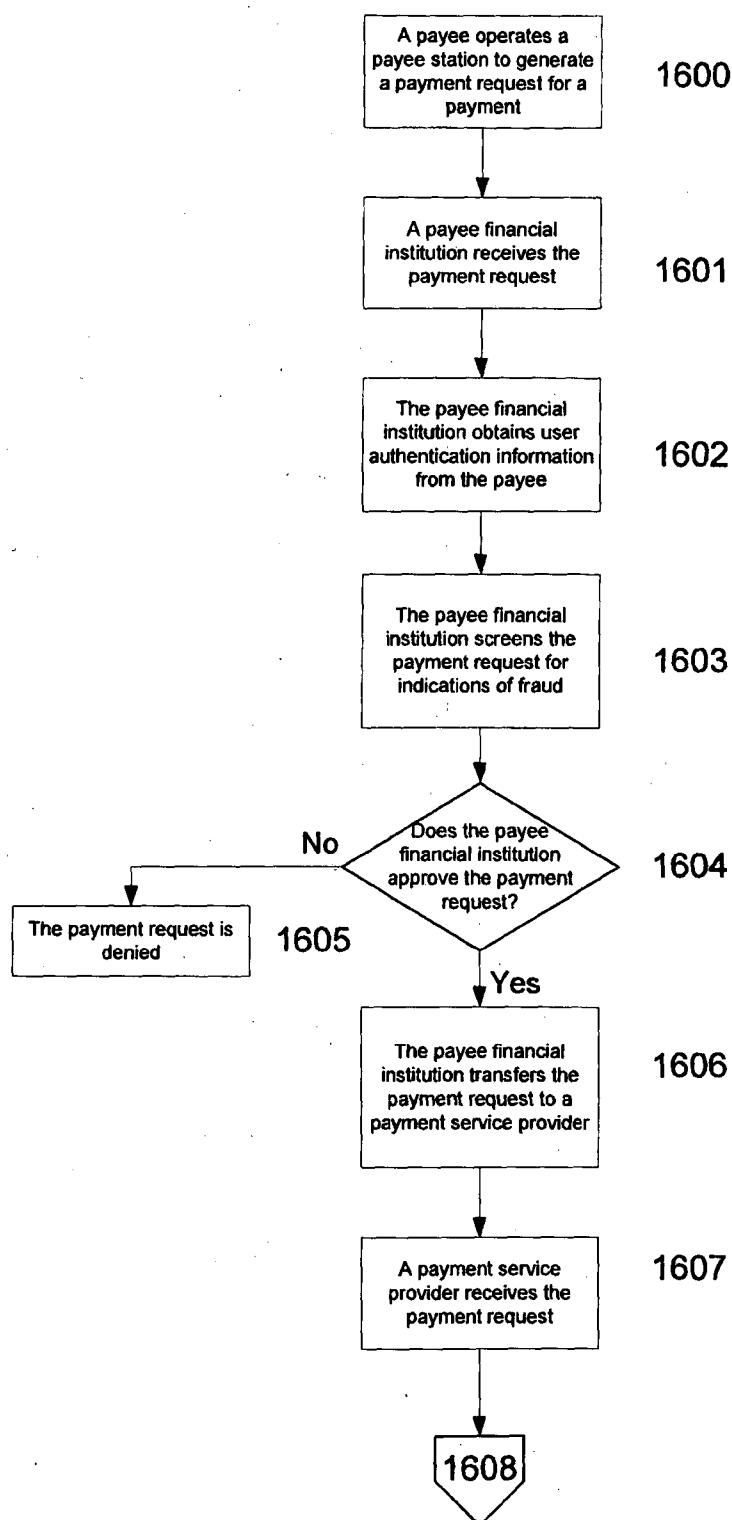 A payee operates a
payee station to generate
a payment request for a
payment
1600
A payee financial
institution receives the
payment request
1601
The payee financial
institution obtains user
authentication information
from the payee
1602
The payee financial
institution screens the
payment request for
indications of fraud
1603
Does the payee
financial institution
approve the payment
request?
1604
No
The payment request is
denied
1605
Yes
The payee financial
institution transfers the
payment request to a
payment service provider
1606
A payment service
provider receives the
payment request
1607
1608